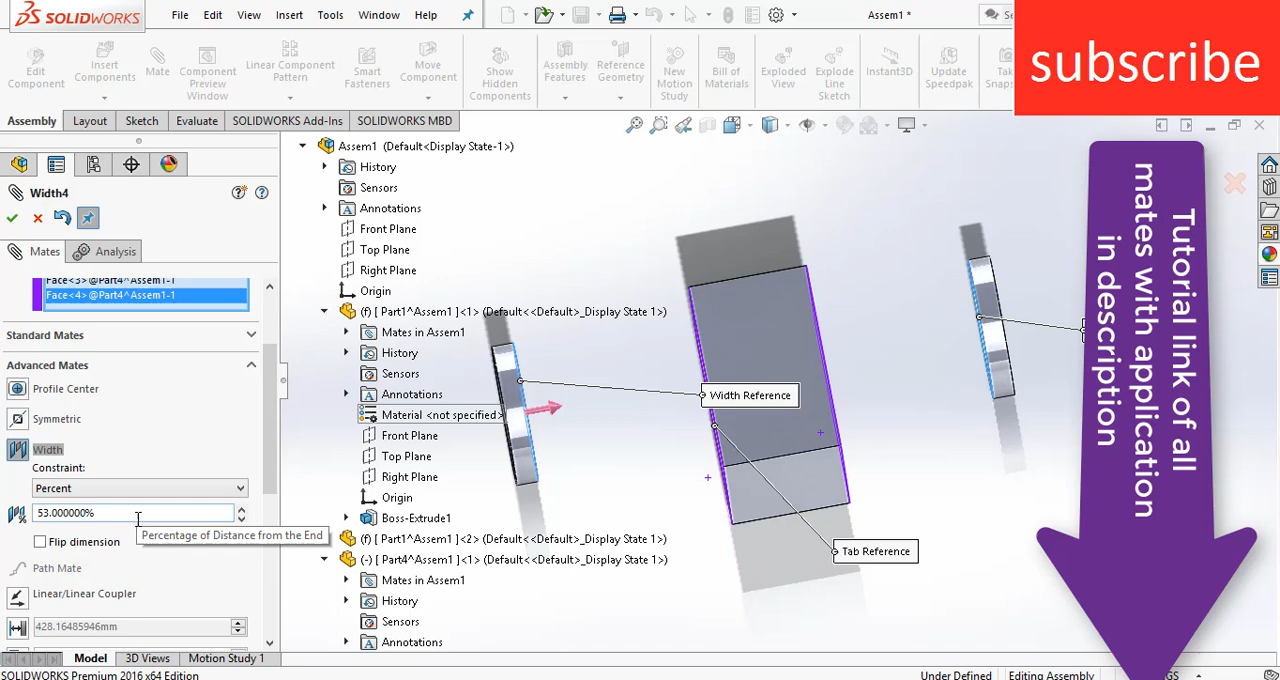 SOLIDWORKS
File Edit View Insert Tools Window Help
Assem1 *
Edit Component
Insert Components
Mate
Component Preview Window
Linear Component Pattern
Smart Fasteners
Move Component
Show Hidden Components
Assembly Features
Reference Geometry
New Motion Study
Bill of Materials
Exploded View
Explode Line Sketch
Instant3D
Update Speedpak
subscribe
Assembly Layout Sketch Evaluate SOLIDWORKS Add-Ins SOLIDWORKS MBD
Width4
Mates Analysis
Face<3>@Part4^Assem1-1
Face<4>@Part4^Assem1-1
Standard Mates
Advanced Mates
Profile Center
Symmetric
Width
Constraint:
Percent
53.000000%
Percentage of Distance from the End
Flip dimension
Path Mate
Linear/Linear Coupler
428.16485946mm
Assem1 (Default<Display State-1>)
History
Sensors
Annotations
Front Plane
Top Plane
Right Plane
Origin
(f) [ Part1^Assem1 ]<1> (Default<<Default>_Display State 1>)
Mates in Assem1
History
Sensors
Annotations
Material <not specified>
Front Plane
Top Plane
Right Plane
Origin
Boss-Extrude1
(f) [ Part1^Assem1 ]<2> (Default<<Default>_Display State 1>)
(-) [ Part4^Assem1 ]<1> (Default<<Default>_Display State 1>)
Mates in Assem1
History
Sensors
Annotations
Width Reference
Tab Reference
Tutorial link of all
mates with application
in description
Model 3D Views Motion Study 1
SOLIDWORKS Premium 2016 x64 Edition
Under Defined Editing Assembly